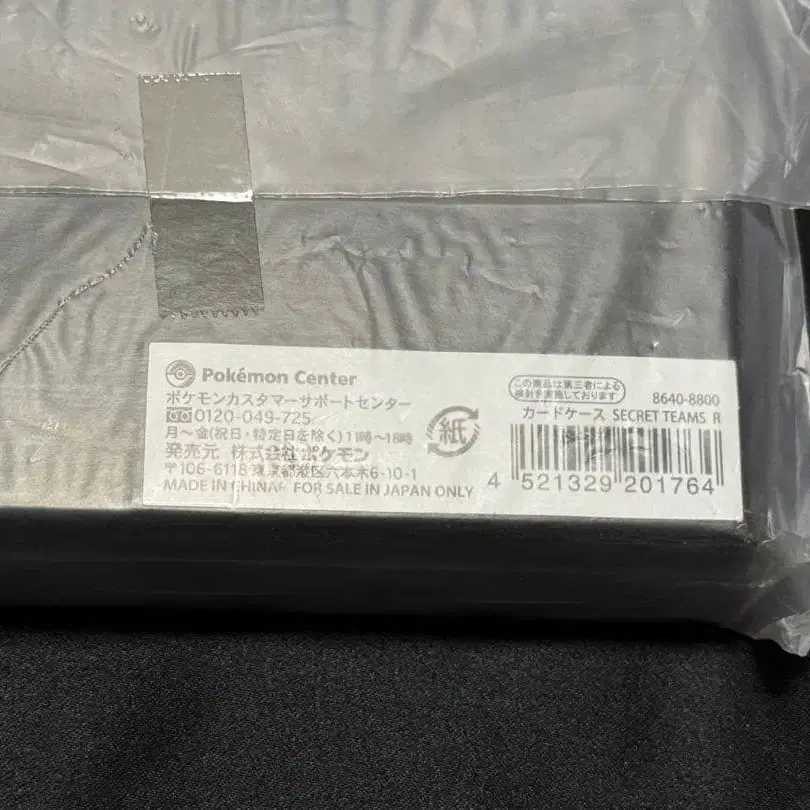 Pokémon Center
ポケモンカスタマーサポートセンター
0120-049-725
月～金(祝日・特定日を除く)11時～18時
発売元 株式会社ポケモン
〒106-6118 東京都港区六本木6-10-1
MADE IN CHINA FOR SALE IN JAPAN ONLY
紙
この商品は第三者による
検討を実施しております
8640-8800
カードケース SECRET TEAMS R
4 521329 201764